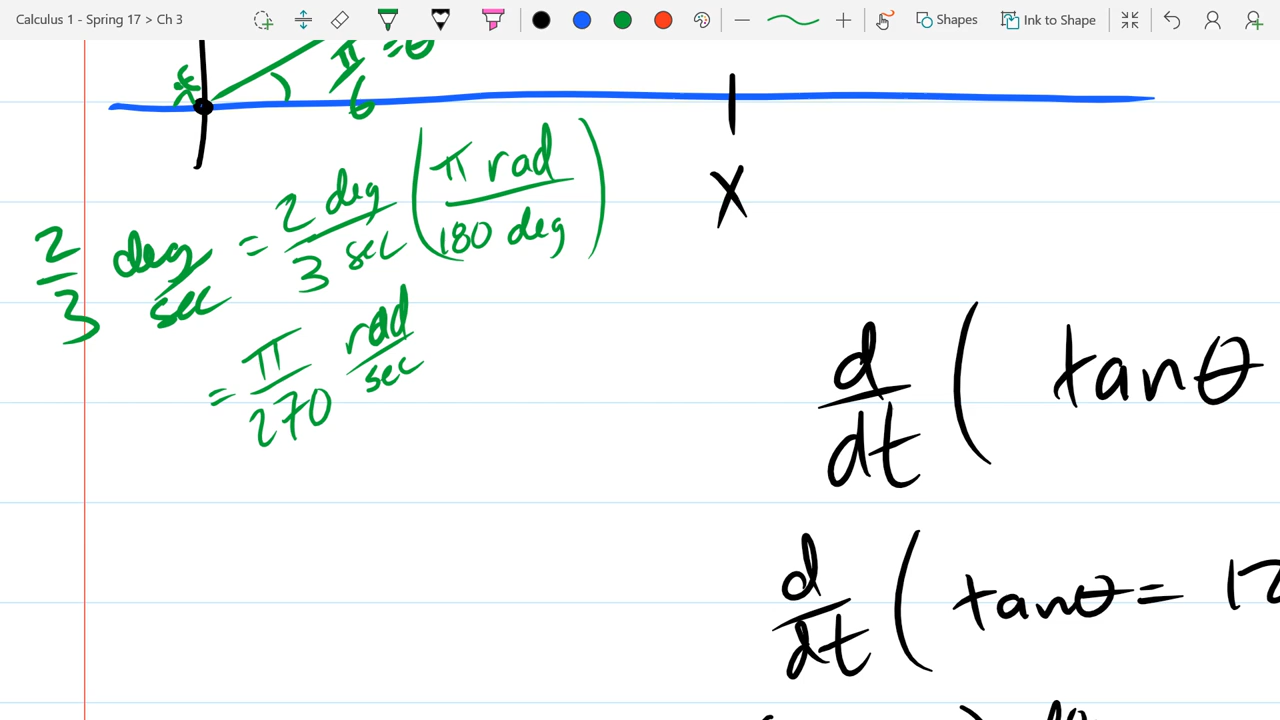 Calculus 1 - Spring 17 > Ch 3
Shapes
Ink to Shape
π/6 = θ
x
2/3 deg/sec = 2 deg/3 sec (π rad/180 deg)
= π/270 rad/sec
d/dt ( tanθ
d/dt ( tanθ = 12